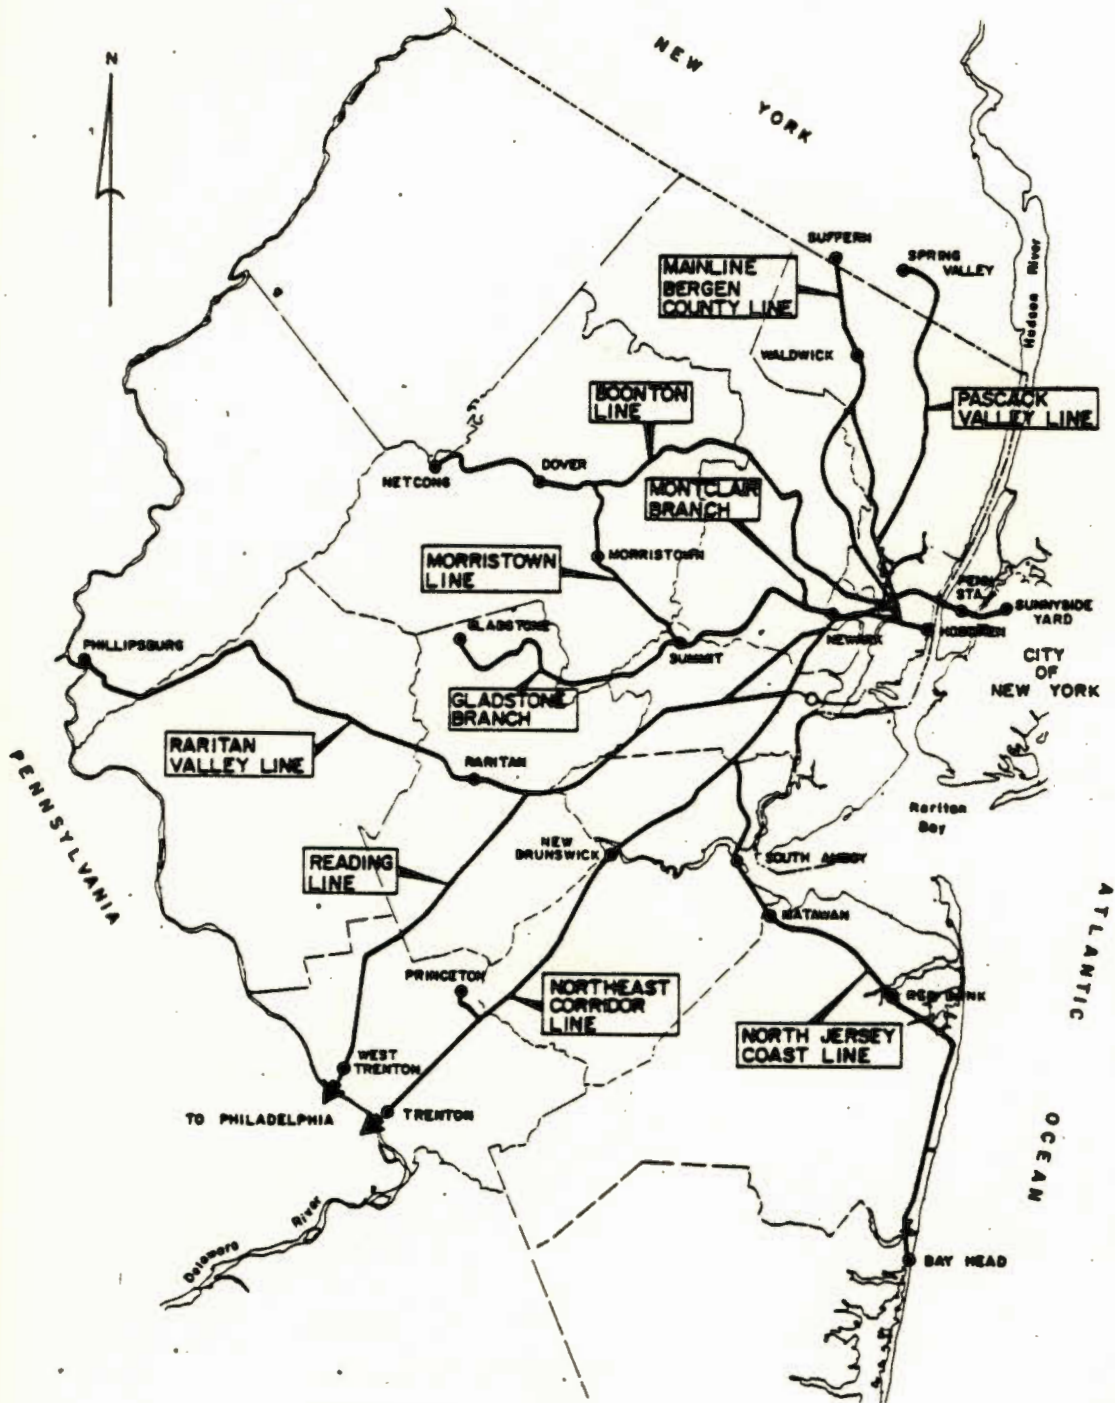 N
NEW
YORK
SUFFERN
SPRING
VALLEY
Hudson River
MAINLINE
BERGEN
COUNTY LINE
WALDWICK
BOONTON
LINE
PASCACK
VALLEY LINE
NETCONG
DOVER
MONTCLAIR
BRANCH
MORRISTOWN
LINE
MORRISTOWN
PENN
STA.
SUNNYSIDE
YARD
PHILLIPSBURG
GLADSTONE
SUMMIT
NEWARK
HOBOKEN
CITY
OF
NEW YORK
GLADSTONE
BRANCH
RARITAN
VALLEY LINE
RARITAN
PENNSYLVANIA
Raritan
Bay
NEW
BRUNSWICK
SOUTH AMBOY
READING
LINE
MATAWAN
ATLANTIC
PRINCETON
NORTHEAST
CORRIDOR
LINE
RED BANK
NORTH JERSEY
COAST LINE
WEST
TRENTON
TO PHILADELPHIA
TRENTON
OCEAN
Delaware River
BAY HEAD